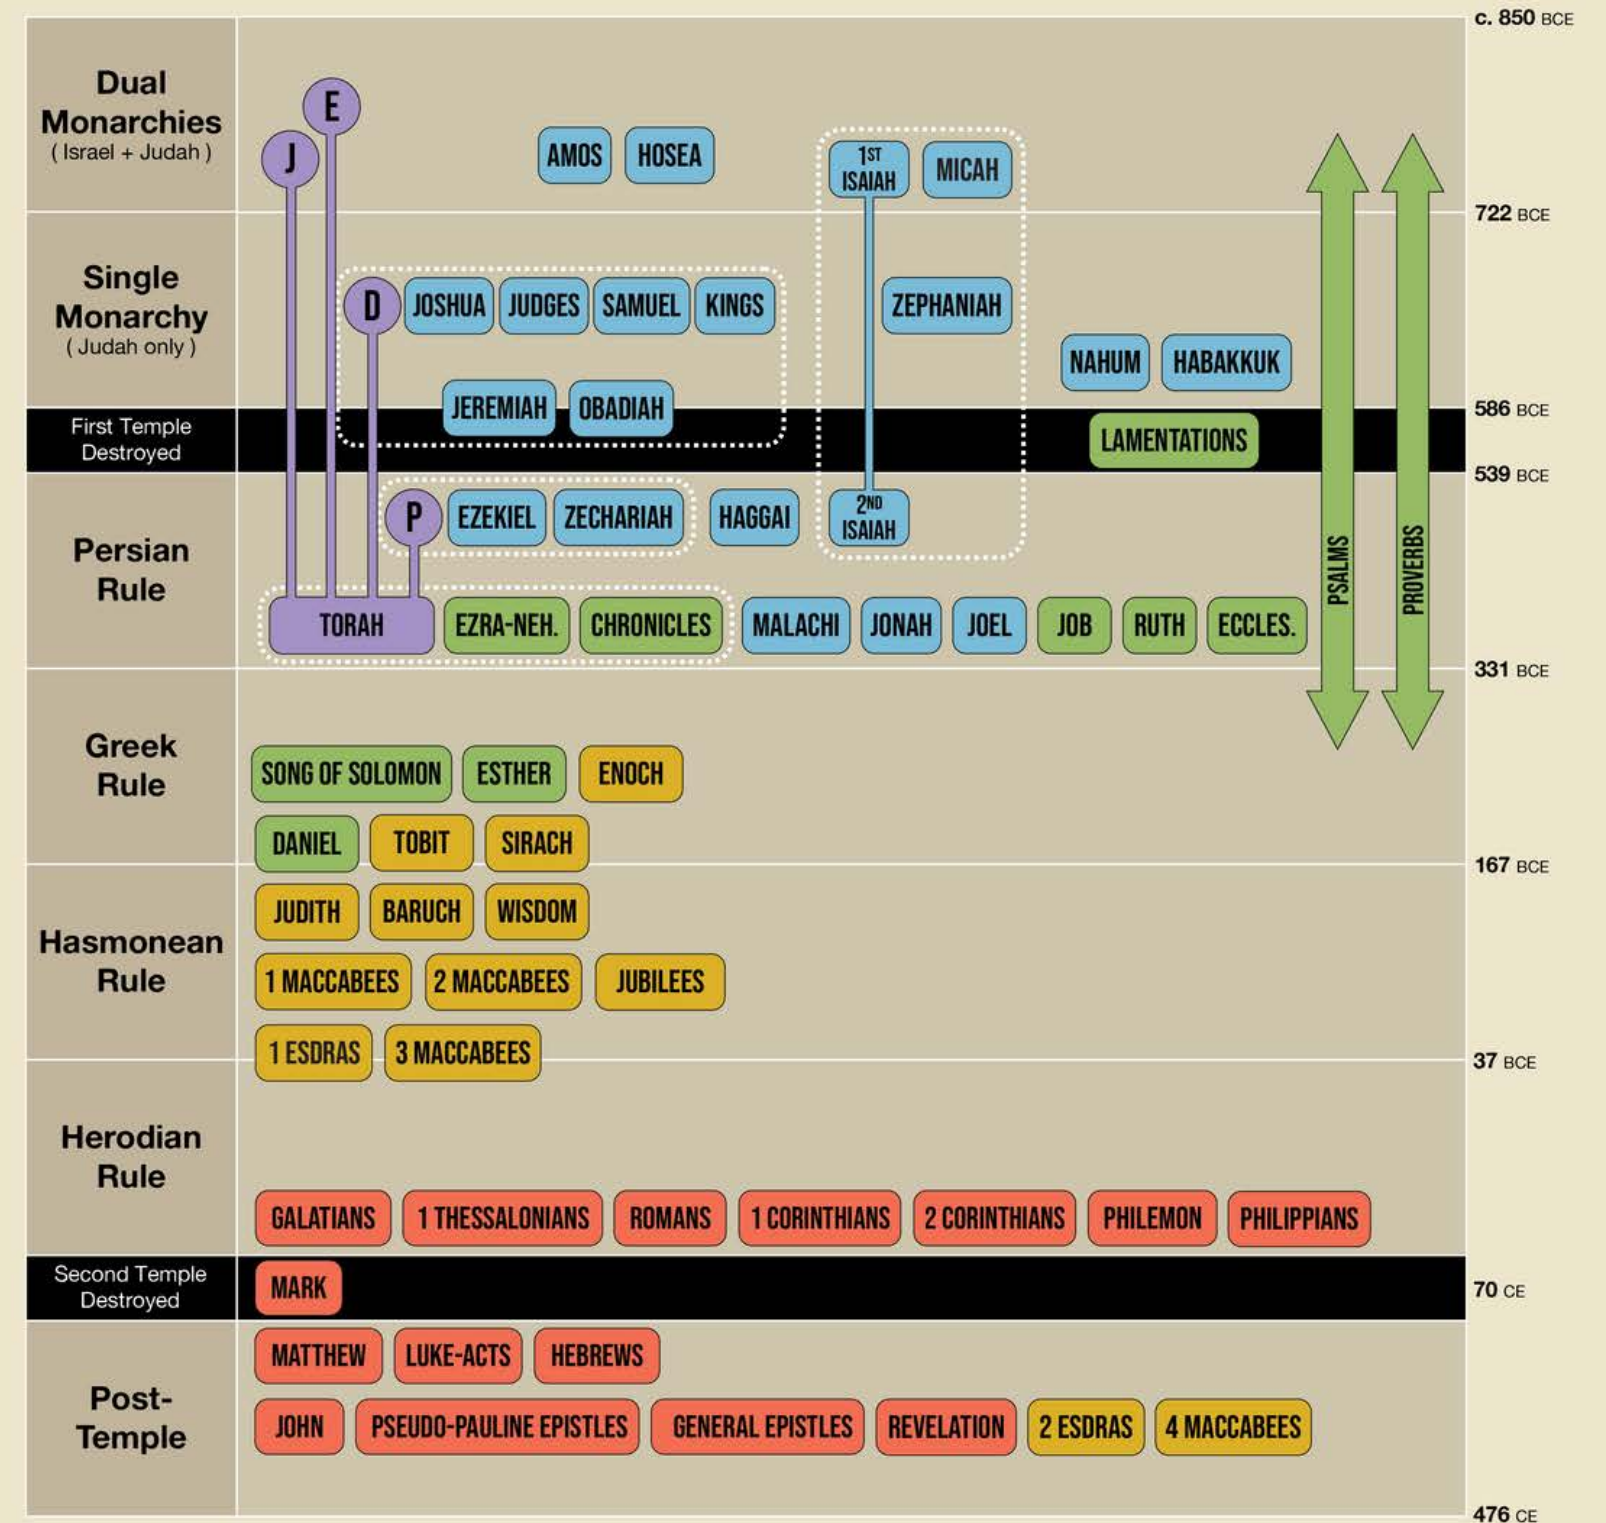 c. 850 BCE
Dual
Monarchies
( Israel + Judah )
E
J
AMOS
HOSEA
1ST
ISAIAH
MICAH
722 BCE
Single
Monarchy
( Judah only )
D
JOSHUA
JUDGES
SAMUEL
KINGS
ZEPHANIAH
NAHUM
HABAKKUK
JEREMIAH
OBADIAH
586 BCE
First Temple
Destroyed
LAMENTATIONS
539 BCE
Persian
Rule
P
EZEKIEL
ZECHARIAH
HAGGAI
2ND
ISAIAH
PSALMS
PROVERBS
TORAH
EZRA-NEH.
CHRONICLES
MALACHI
JONAH
JOEL
JOB
RUTH
ECCLES.
331 BCE
Greek
Rule
SONG OF SOLOMON
ESTHER
ENOCH
DANIEL
TOBIT
SIRACH
167 BCE
Hasmonean
Rule
JUDITH
BARUCH
WISDOM
1 MACCABEES
2 MACCABEES
JUBILEES
1 ESDRAS
3 MACCABEES
37 BCE
Herodian
Rule
GALATIANS
1 THESSALONIANS
ROMANS
1 CORINTHIANS
2 CORINTHIANS
PHILEMON
PHILIPPIANS
Second Temple
Destroyed
MARK
70 CE
Post-
Temple
MATTHEW
LUKE-ACTS
HEBREWS
JOHN
PSEUDO-PAULINE EPISTLES
GENERAL EPISTLES
REVELATION
2 ESDRAS
4 MACCABEES
476 CE